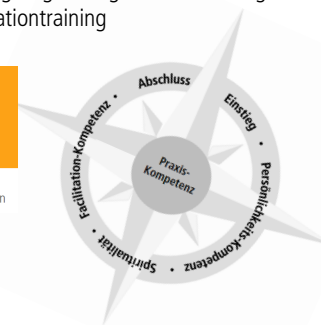 ationtraining
n
Abschluss
Einstieg
Persönlichkeits-Kompetenz
Spiritualität
Facilitation-Kompetenz
Praxis-
Kompetenz